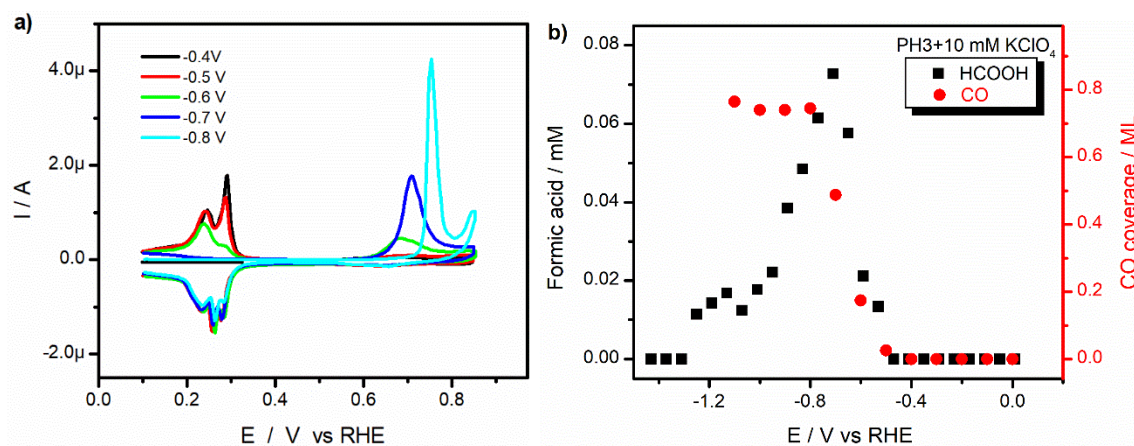 a)
-0.4V
-0.5 V
-0.6 V
-0.7 V
-0.8 V
4.0μ
2.0μ
0.0
-2.0μ
I / A
0.0
0.2
0.4
0.6
0.8
E / V vs RHE
b)
PH3+10 mM KClO4
HCOOH
CO
0.08
0.06
0.04
0.02
0.00
Formic acid / mM
0.8
0.6
0.4
0.2
0.0
CO coverage / ML
-1.2
-0.8
-0.4
0.0
E / V vs RHE